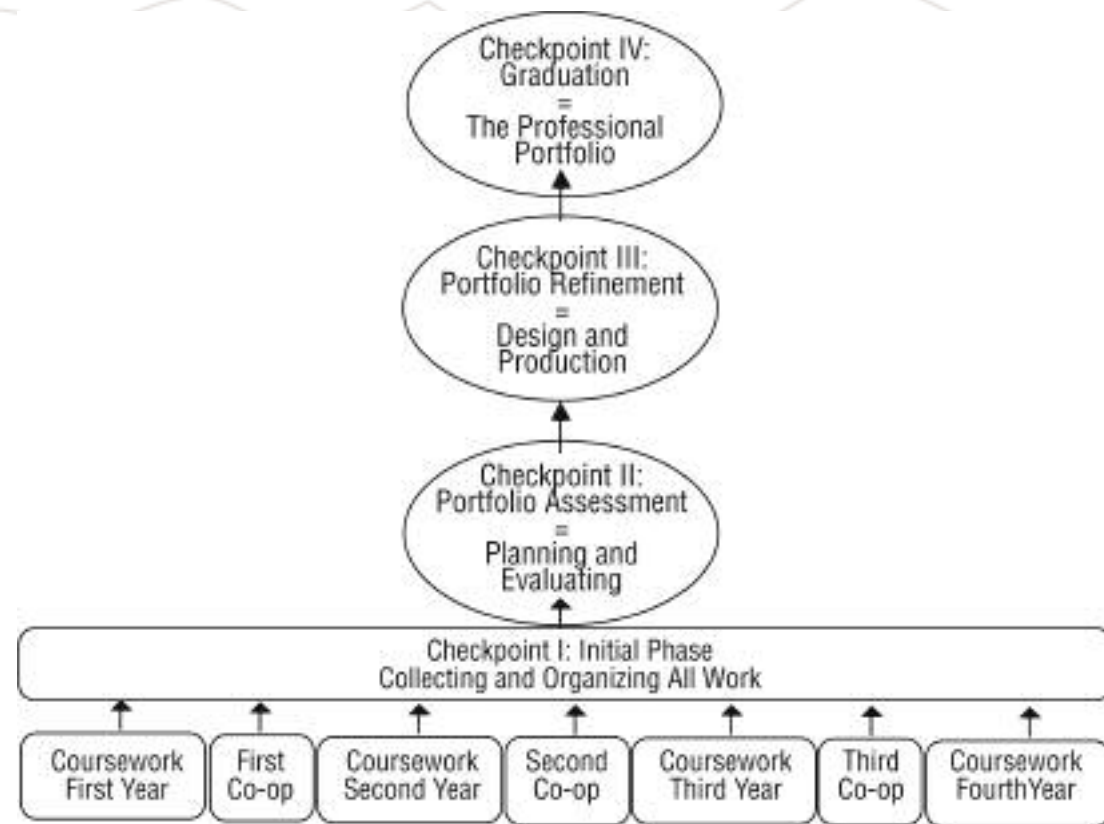 Checkpoint IV:
Graduation
=
The Professional
Portfolio
Checkpoint III:
Portfolio Refinement
=
Design and
Production
Checkpoint II:
Portfolio Assessment
=
Planning and
Evaluating
Checkpoint I: Initial Phase
Collecting and Organizing All Work
Coursework
First Year
First
Co-op
Coursework
Second Year
Second
Co-op
Coursework
Third Year
Third
Co-op
Coursework
FourthYear